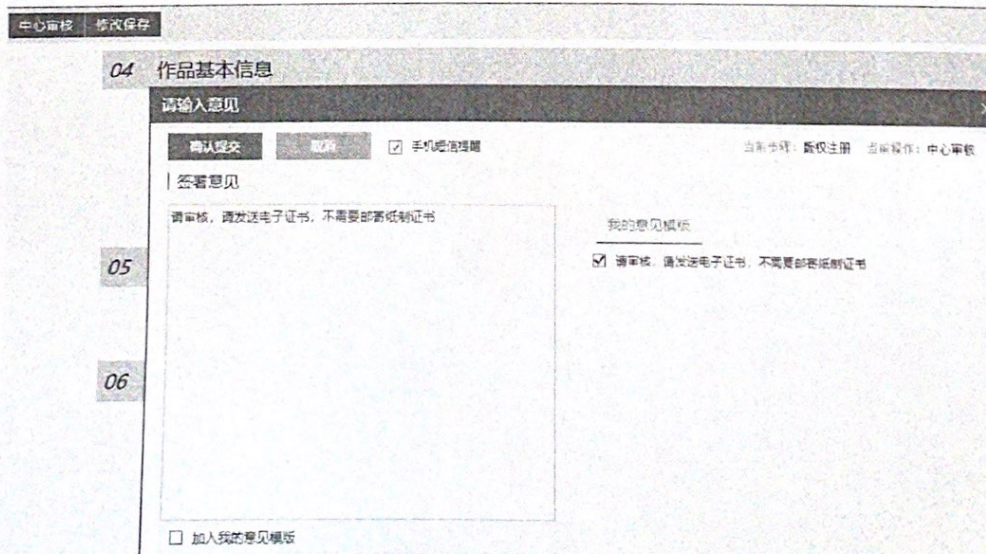 中心审核 修改保存
04 作品基本信息
请输入意见
确认提交 取消 手机短信提醒 当前步骤：版权注册 当前操作：中心审核
签署意见
请审核，请发送电子证书，不需要邮寄纸制证书
我的意见模版
05 请审核，请发送电子证书，不需要邮寄纸制证书
06
加入我的意见模版